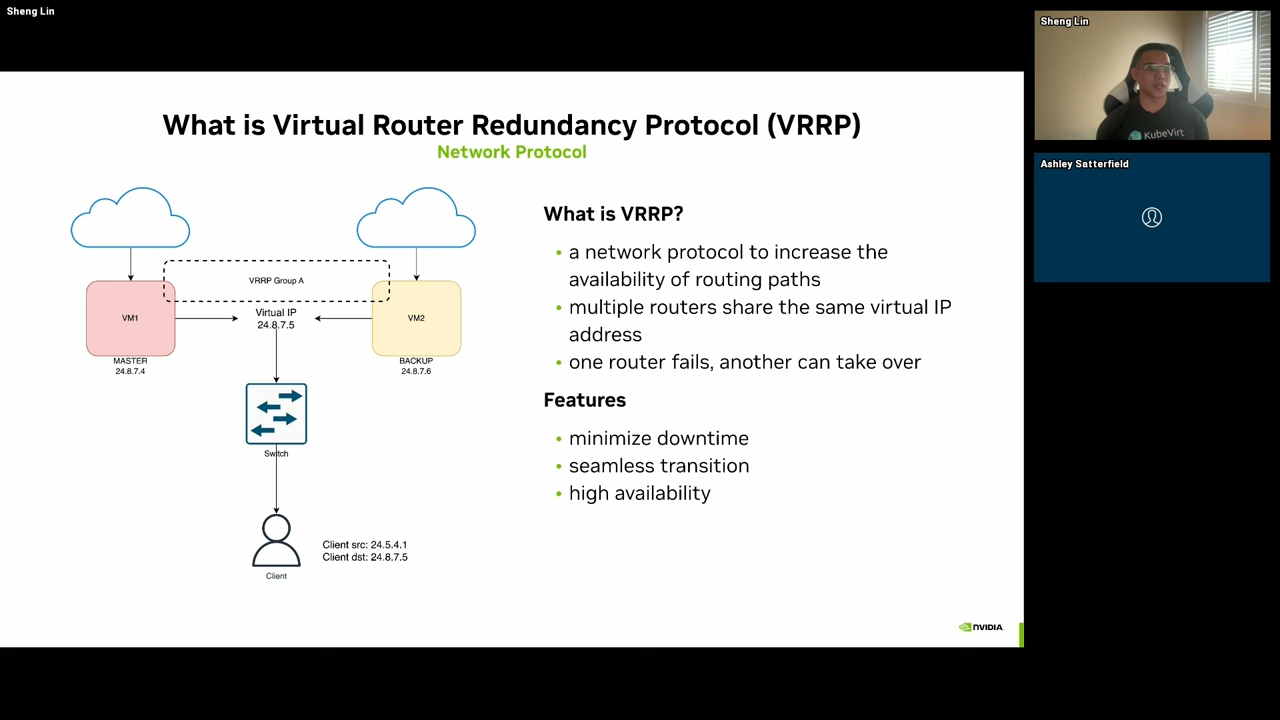 Sheng Lin
What is Virtual Router Redundancy Protocol (VRRP)
Network Protocol
VRRP Group A
VM1
Virtual IP
24.8.7.5
VM2
MASTER
24.8.7.4
BACKUP
24.8.7.6
Switch
Client src: 24.5.4.1
Client dst: 24.8.7.5
Client
What is VRRP?
• a network protocol to increase the
availability of routing paths
• multiple routers share the same virtual IP
address
• one router fails, another can take over
Features
• minimize downtime
• seamless transition
• high availability
NVIDIA
Sheng Lin
KubeVirt
Ashley Satterfield